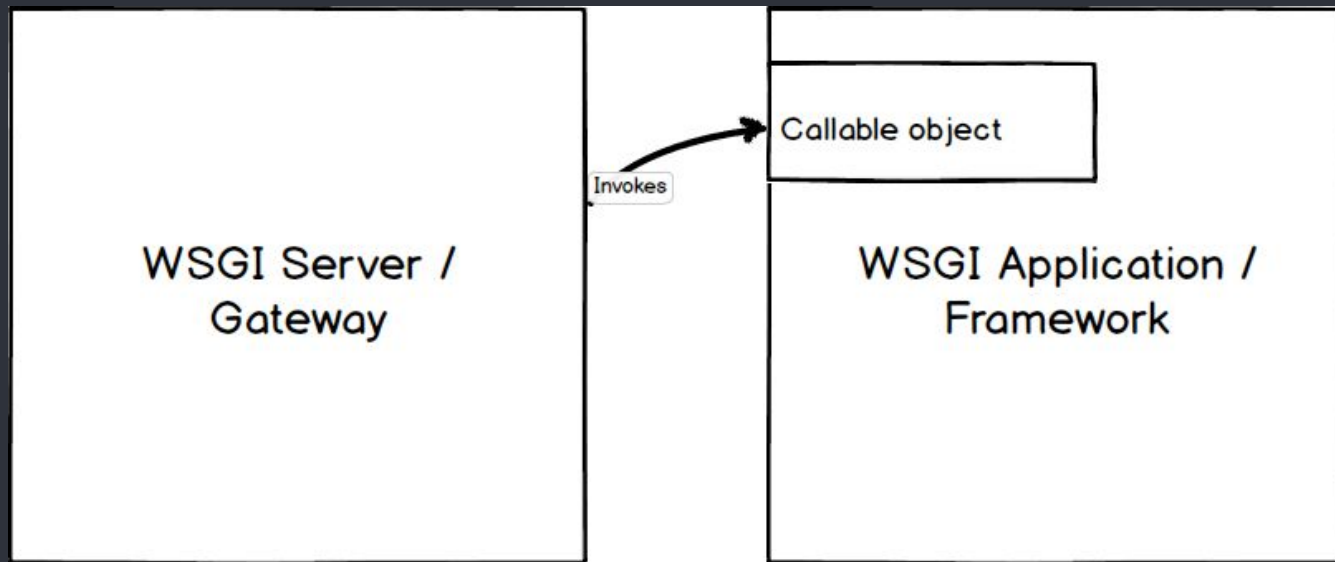 WSGI Server /
Gateway
Invokes
Callable object
WSGI Application /
Framework